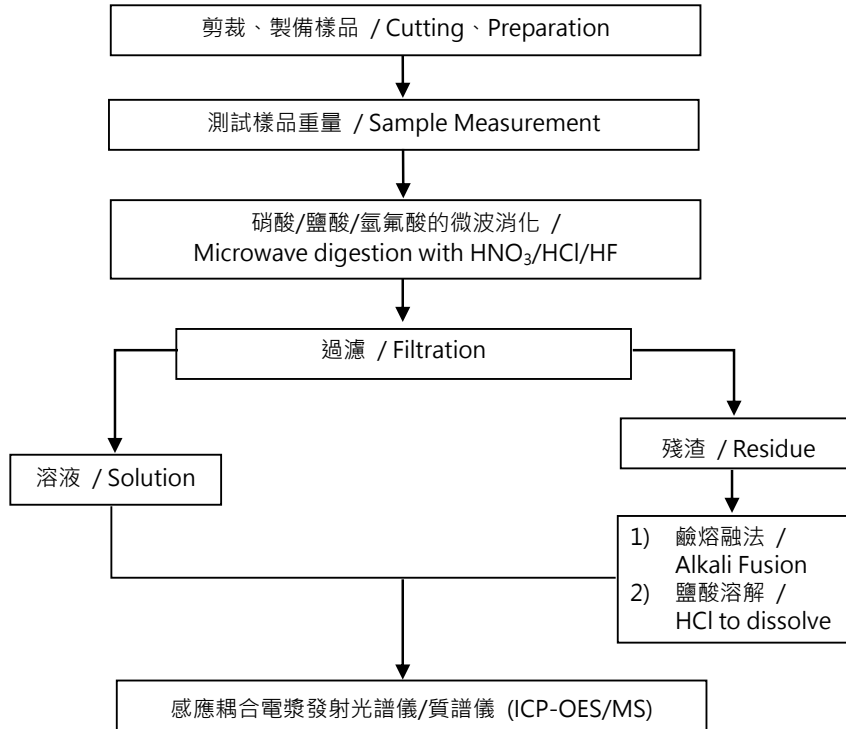 剪裁、製備樣品 / Cutting、Preparation
測試樣品重量 / Sample Measurement
硝酸/鹽酸/氫氟酸的微波消化 /
Microwave digestion with HNO₃/HCl/HF
過濾 / Filtration
溶液 / Solution
殘渣 / Residue
1) 鹼熔融法 /
Alkali Fusion
2) 鹽酸溶解 /
HCl to dissolve
感應耦合電漿發射光譜儀/質譜儀 (ICP-OES/MS)